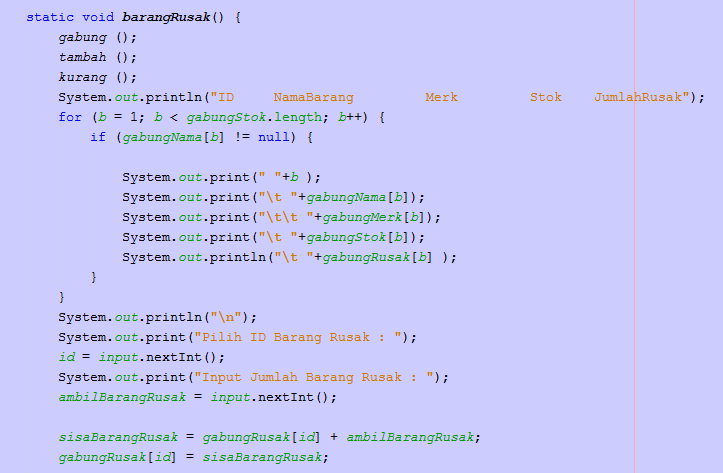 static void barangRusak() {
gabung ();
tambah ();
kurang ();
System.out.println("ID     NamaBarang         Merk         Stok    JumlahRusak");
for (b = 1; b < gabungStok.length; b++) {
if (gabungNama[b] != null) {
System.out.print(" "+b );
System.out.print("\t "+gabungNama[b]);
System.out.print("\t\t "+gabungMerk[b]);
System.out.print("\t "+gabungStok[b]);
System.out.println("\t "+gabungRusak[b] );
}
}
System.out.println("\n");
System.out.print("Pilih ID Barang Rusak : ");
id = input.nextInt();
System.out.print("Input Jumlah Barang Rusak : ");
ambilBarangRusak = input.nextInt();
sisaBarangRusak = gabungRusak[id] + ambilBarangRusak;
gabungRusak[id] = sisaBarangRusak;